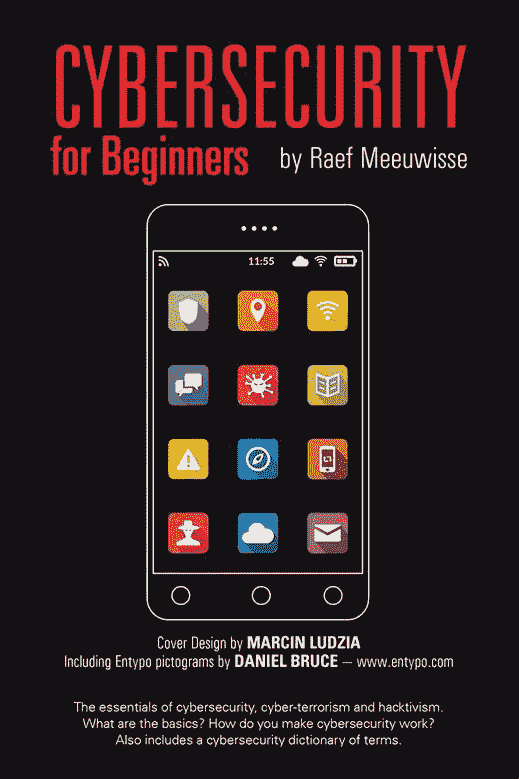 CYBERSECURITY
for Beginners by Raef Meeuwisse
11:55
Cover Design by MARCIN LUDZIA
Including Entypo pictograms by DANIEL BRUCE – www.entypo.com
The essentials of cybersecurity, cyber-terrorism and hacktivism.
What are the basics? How do you make cybersecurity work?
Also includes a cybersecurity dictionary of terms.